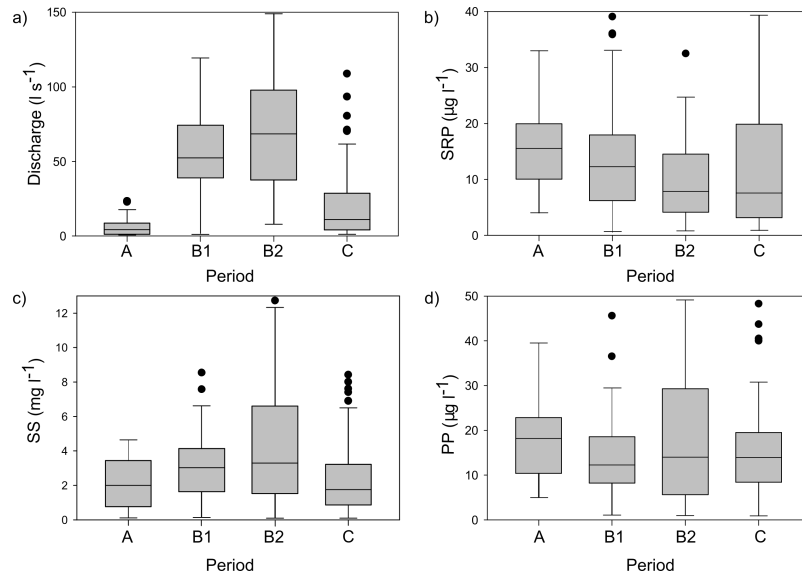 a)
150
100
50
0
Discharge (l s⁻¹)
A B1 B2 C
Period
b)
40
30
20
10
0
SRP (µg l⁻¹)
A B1 B2 C
Period
c)
12
10
8
6
4
2
0
SS (mg l⁻¹)
A B1 B2 C
Period
d)
50
40
30
20
10
0
PP (µg l⁻¹)
A B1 B2 C
Period